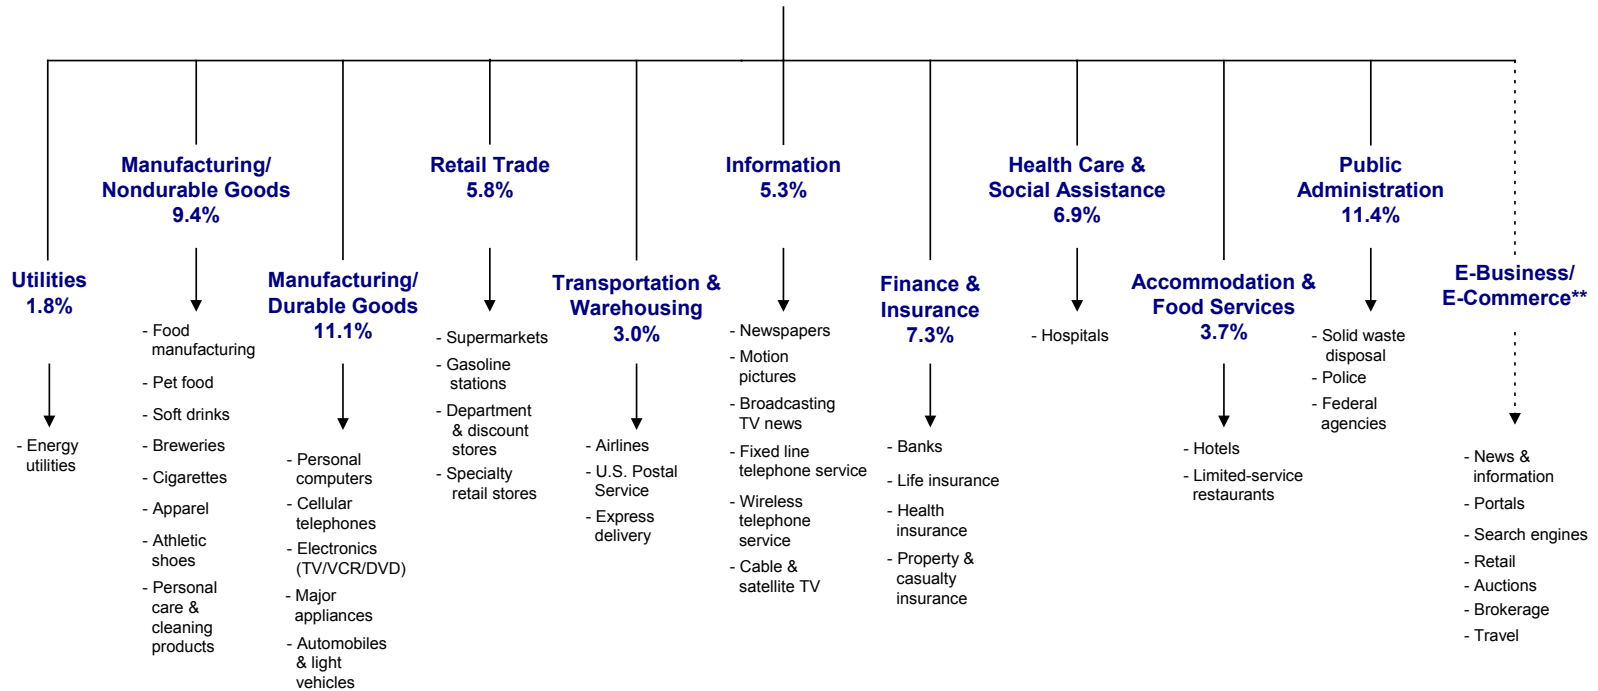 Utilities
1.8%
- Energy
utilities
Manufacturing/
Nondurable Goods
9.4%
- Food
manufacturing
- Pet food
- Soft drinks
- Breweries
- Cigarettes
- Apparel
- Athletic
shoes
- Personal
care &
cleaning
products
Manufacturing/
Durable Goods
11.1%
- Personal
computers
- Cellular
telephones
- Electronics
(TV/VCR/DVD)
- Major
appliances
- Automobiles
& light
vehicles
Retail Trade
5.8%
- Supermarkets
- Gasoline
stations
- Department
& discount
stores
- Specialty
retail stores
Transportation &
Warehousing
3.0%
- Airlines
- U.S. Postal
Service
- Express
delivery
Information
5.3%
- Newspapers
- Motion
pictures
- Broadcasting
TV news
- Fixed line
telephone service
- Wireless
telephone
service
- Cable &
satellite TV
Finance &
Insurance
7.3%
- Banks
- Life insurance
- Health
insurance
- Property &
casualty
insurance
Health Care &
Social Assistance
6.9%
- Hospitals
Accommodation &
Food Services
3.7%
- Hotels
- Limited-service
restaurants
Public
Administration
11.4%
- Solid waste
disposal
- Police
- Federal
agencies
E-Business/
E-Commerce**
- News &
information
- Portals
- Search engines
- Retail
- Auctions
- Brokerage
- Travel